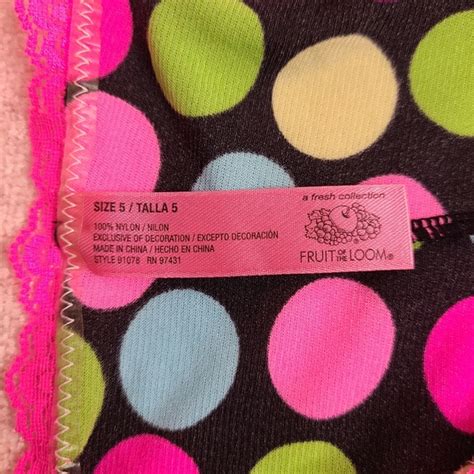 SIZE 5 / TALLA 5
100% NYLON / NILON
EXCLUSIVE OF DECORATION / EXCEPTO DECORACIÓN
MADE IN CHINA / HECHO EN CHINA
STYLE 91078 RN 97431
a fresh collection
FRUIT OF THE LOOM®